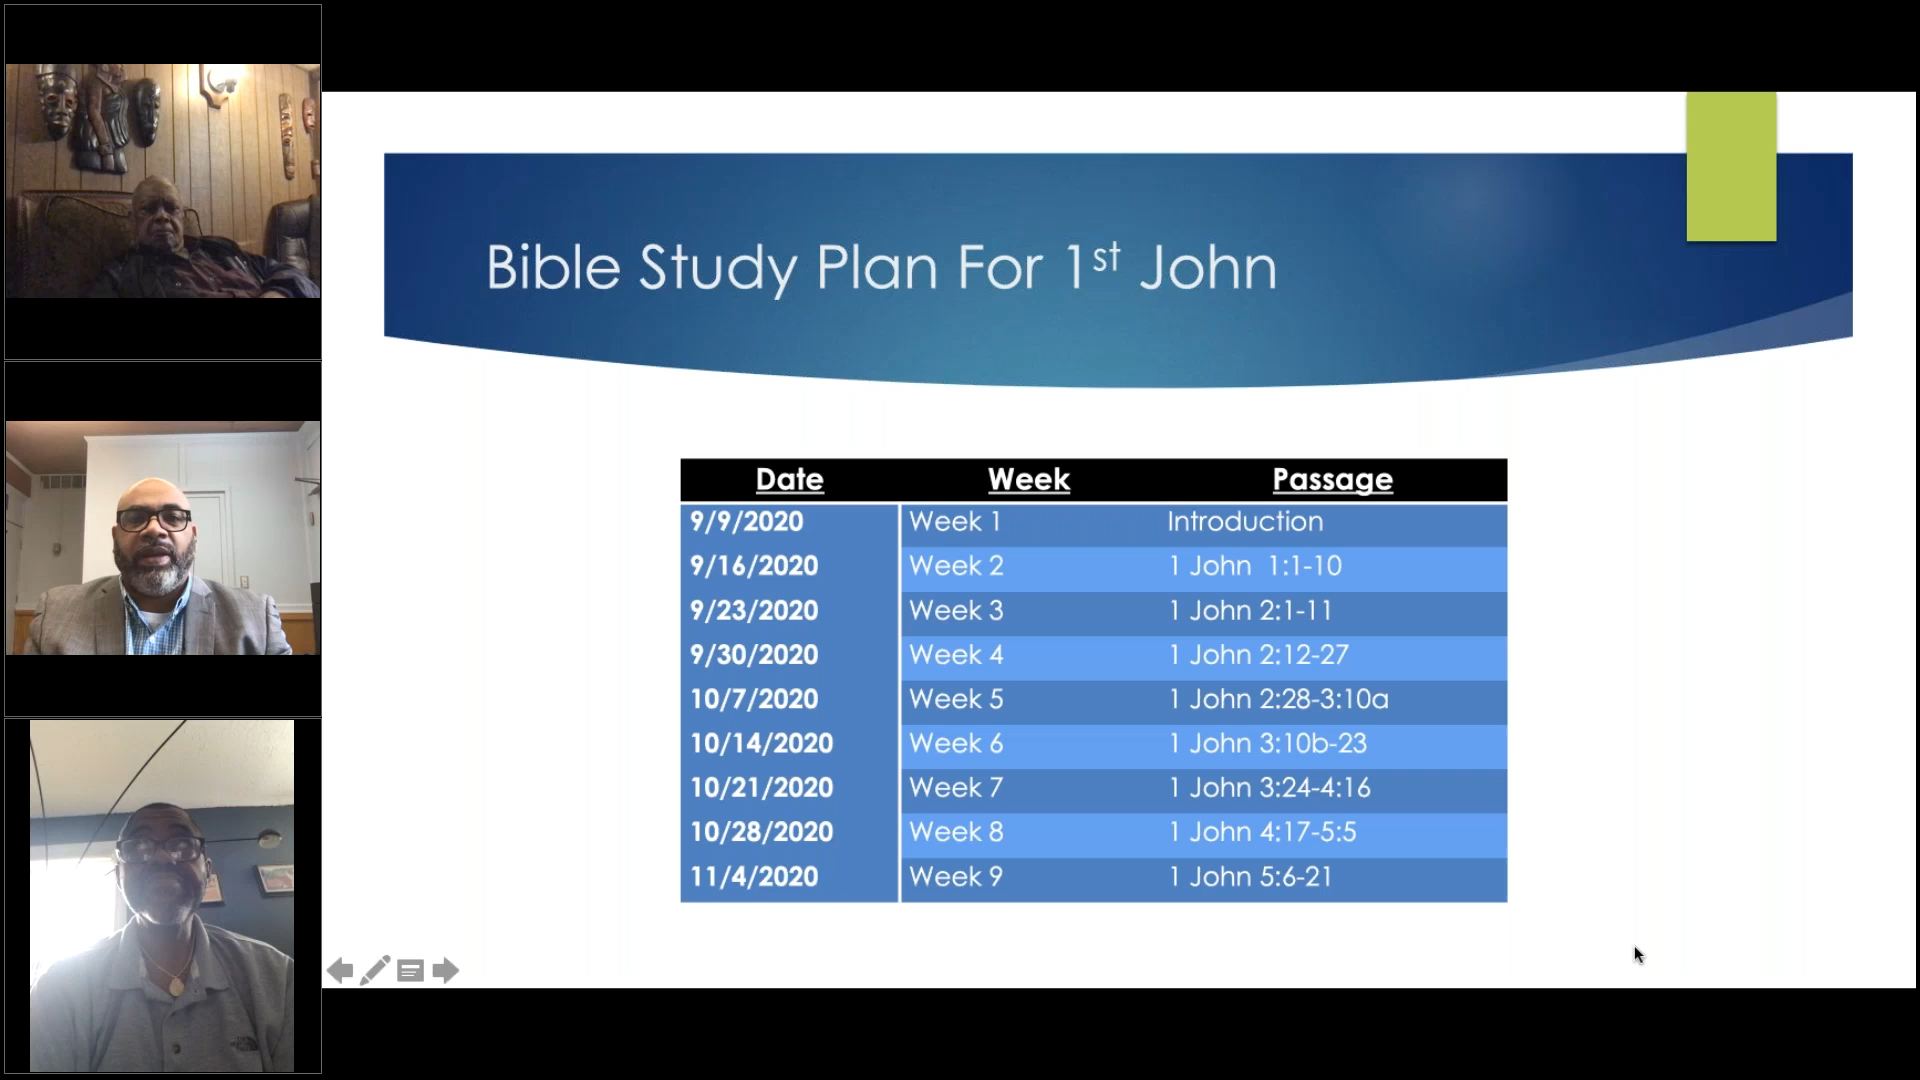 Bible Study Plan For 1st John
Date Week Passage
9/9/2020 Week 1 Introduction
9/16/2020 Week 2 1 John 1:1-10
9/23/2020 Week 3 1 John 2:1-11
9/30/2020 Week 4 1 John 2:12-27
10/7/2020 Week 5 1 John 2:28-3:10a
10/14/2020 Week 6 1 John 3:10b-23
10/21/2020 Week 7 1 John 3:24-4:16
10/28/2020 Week 8 1 John 4:17-5:5
11/4/2020 Week 9 1 John 5:6-21